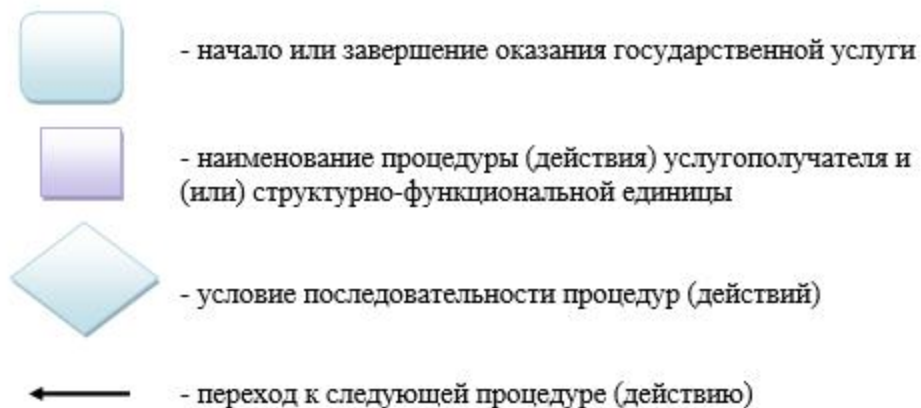 - начало или завершение оказания государственной услуги
- наименование процедуры (действия) услугополучателя и
(или) структурно-функциональной единицы
- условие последовательности процедур (действий)
- переход к следующей процедуре (действию)